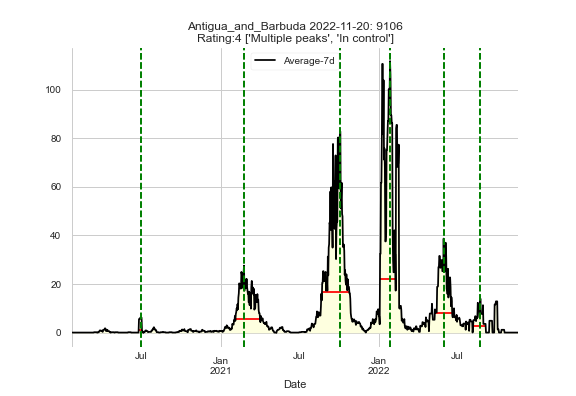 Antigua_and_Barbuda 2022-11-20: 9106
Rating:4 ['Multiple peaks', 'In control']
Average-7d
100
80
60
40
20
0
Jul
Jan
2021
Jul
Jan
2022
Jul
Date